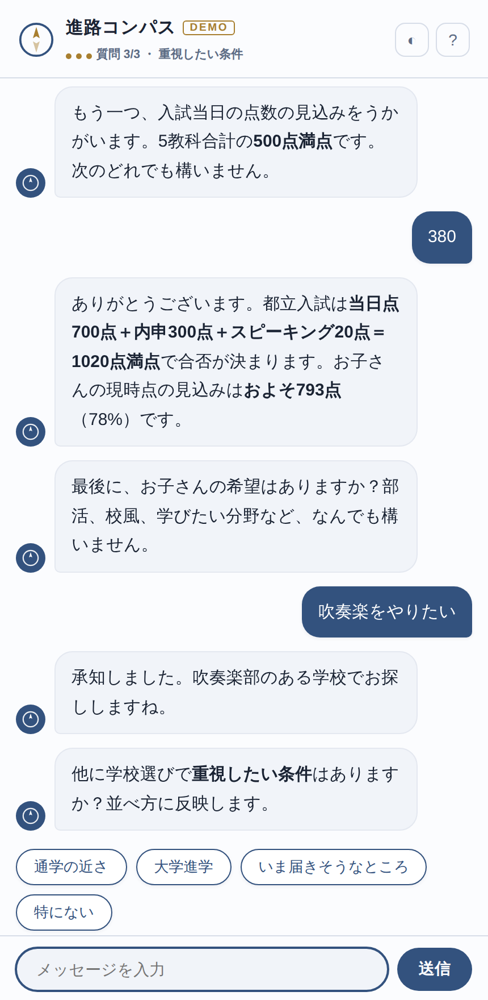 進路コンパス DEMO
質問 3/3 ・ 重視したい条件
?
もう一つ、入試当日の点数の見込みをうか
がいます。5教科合計の500点満点です。
次のどれでも構いません。
380
ありがとうございます。都立入試は当日点
700点＋内申300点＋スピーキング20点＝
1020点満点で合否が決まります。お子さ
んの現時点の見込みはおよそ793点
（78%）です。
最後に、お子さんの希望はありますか？部
活、校風、学びたい分野など、なんでも構
いません。
吹奏楽をやりたい
承知しました。吹奏楽部のある学校でお探
ししますね。
他に学校選びで重視したい条件はあります
か？並べ方に反映します。
通学の近さ 大学進学 いま届きそうなところ
特にない
メッセージを入力 送信